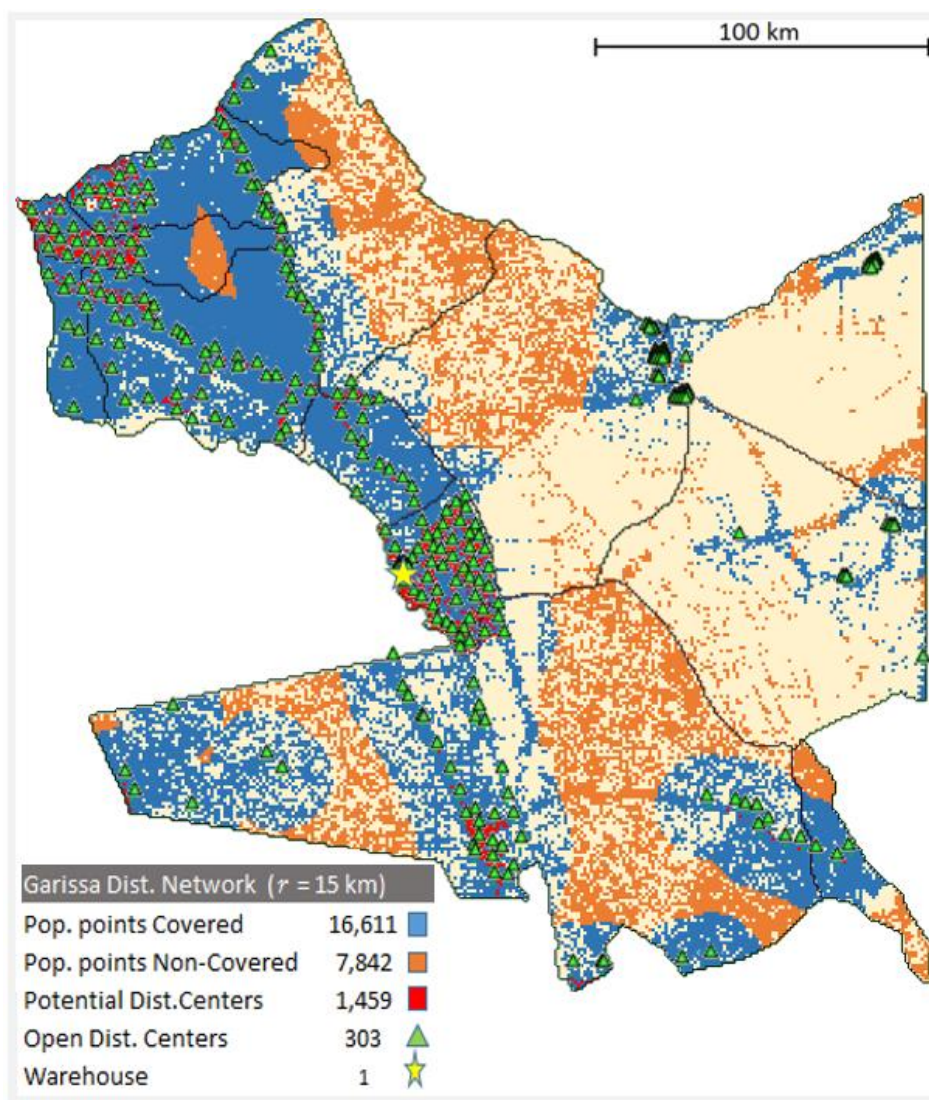 100 km
Garissa Dist. Network (r = 15 km)
Pop. points Covered 16,611
Pop. points Non-Covered 7,842
Potential Dist.Centers 1,459
Open Dist. Centers 303
Warehouse 1